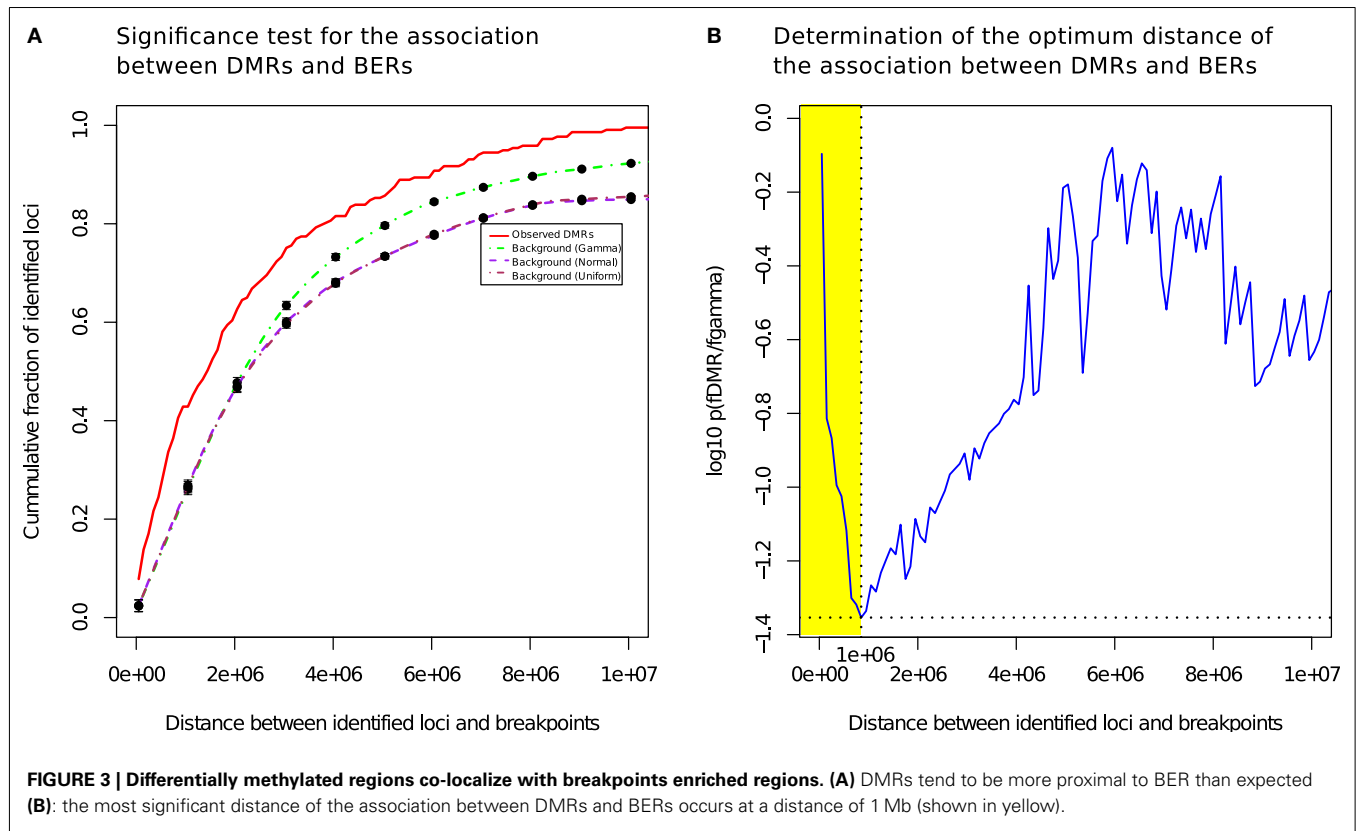 A
Significance test for the association
between DMRs and BERs
Cummulative fraction of identified loci
1.0
0.8
0.6
0.4
0.2
0.0
Observed DMRs
Background (Gamma)
Background (Normal)
Background (Uniform)
0e+00 2e+06 4e+06 6e+06 8e+06 1e+07
Distance between identified loci and breakpoints
B
Determination of the optimum distance of
the association between DMRs and BERs
log10 p(fDMR/fgamma)
0.0
−0.2
−0.4
−0.6
−0.8
−1.0
−1.2
−1.4
1e+06
0e+00 2e+06 4e+06 6e+06 8e+06 1e+07
Distance between identified loci and breakpoints
FIGURE 3 | Differentially methylated regions co-localize with breakpoints enriched regions. (A) DMRs tend to be more proximal to BER than expected
(B): the most significant distance of the association between DMRs and BERs occurs at a distance of 1 Mb (shown in yellow).